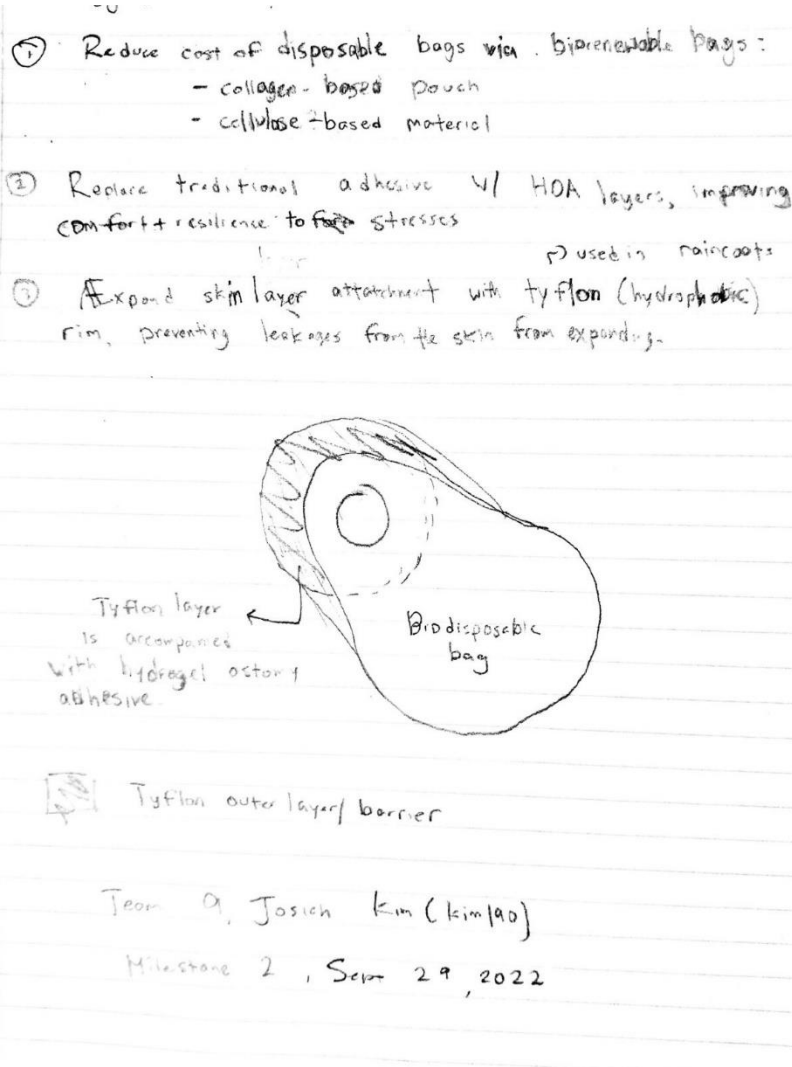 ① Reduce cost of disposable bags via biorenewable bags:
- collagen-based pouch
- cellulose-based material
② Replace traditional adhesive w/ HOA layers, improving
comfort + resilience to stresses
used in raincoats
③ Expand skin layer attatchment with tyflon (hydrophobic)
rim, preventing leakages from the skin from expanding.
Tyflon layer
is accompanied
with hydrogel ostomy
adhesive.
Biodisposable
bag
Tyflon outer layer/ barrier
Team 9, Josiah Kim (kim190)
Milestone 2, Sept 29, 2022